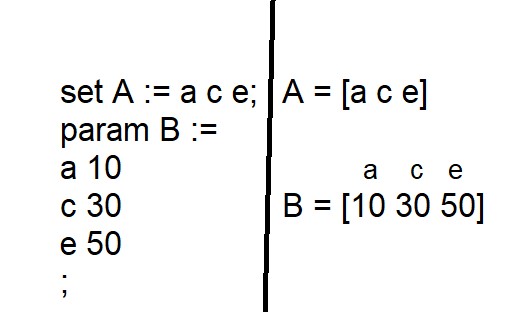 set A := a c e;
param B :=
a 10
c 30
e 50
;
A = [a c e]
a c e
B = [10 30 50]